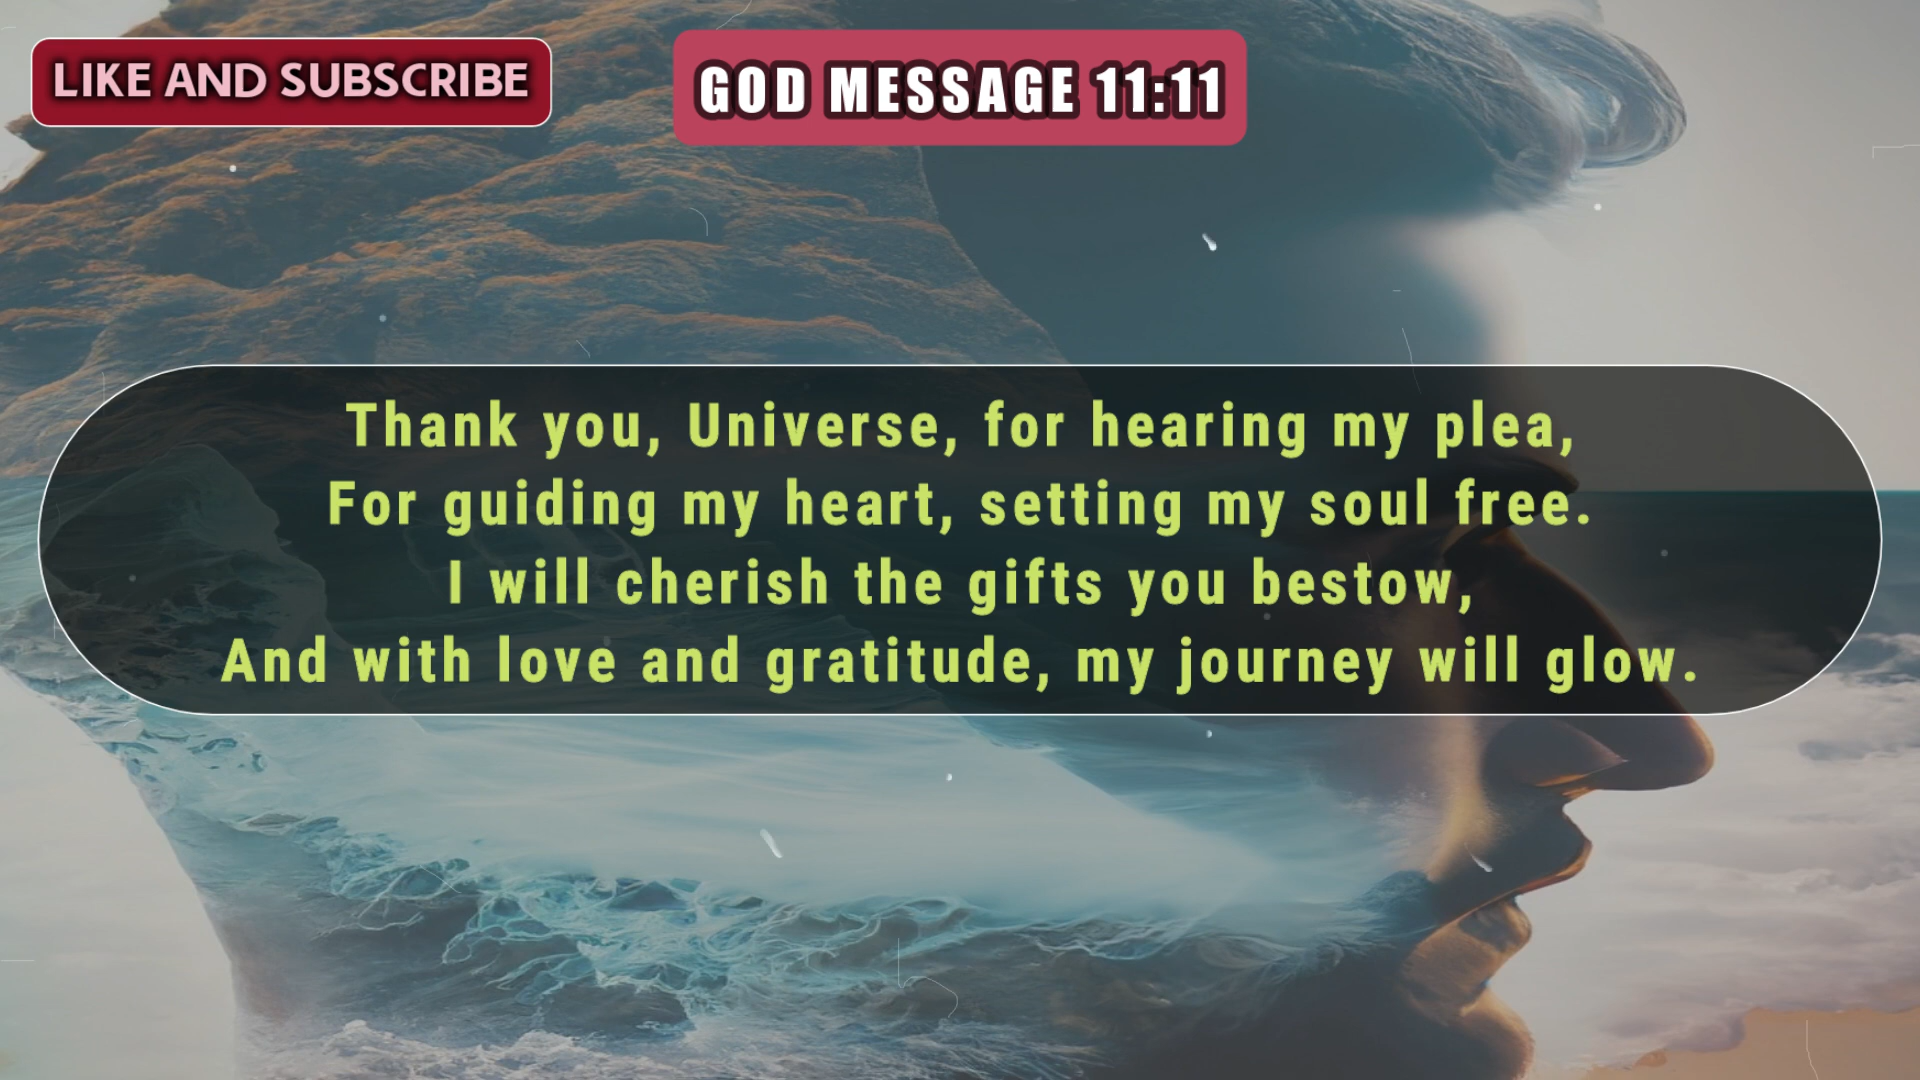 LIKE AND SUBSCRIBE
GOD MESSAGE 11:11
Thank you, Universe, for hearing my plea,
For guiding my heart, setting my soul free.
I will cherish the gifts you bestow,
And with love and gratitude, my journey will glow.